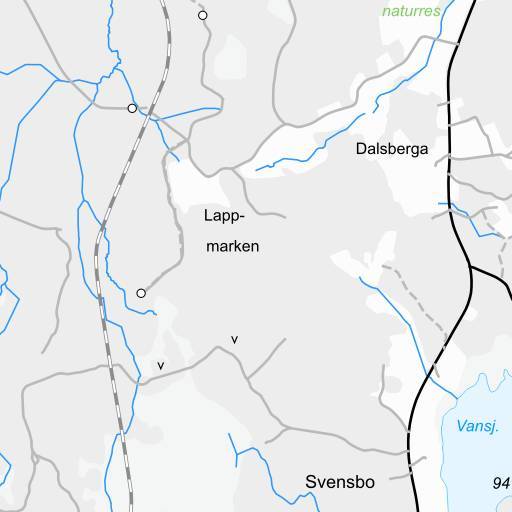 naturres
Dalsberga
Lapp-
marken
Vansj.
Svensbo
94